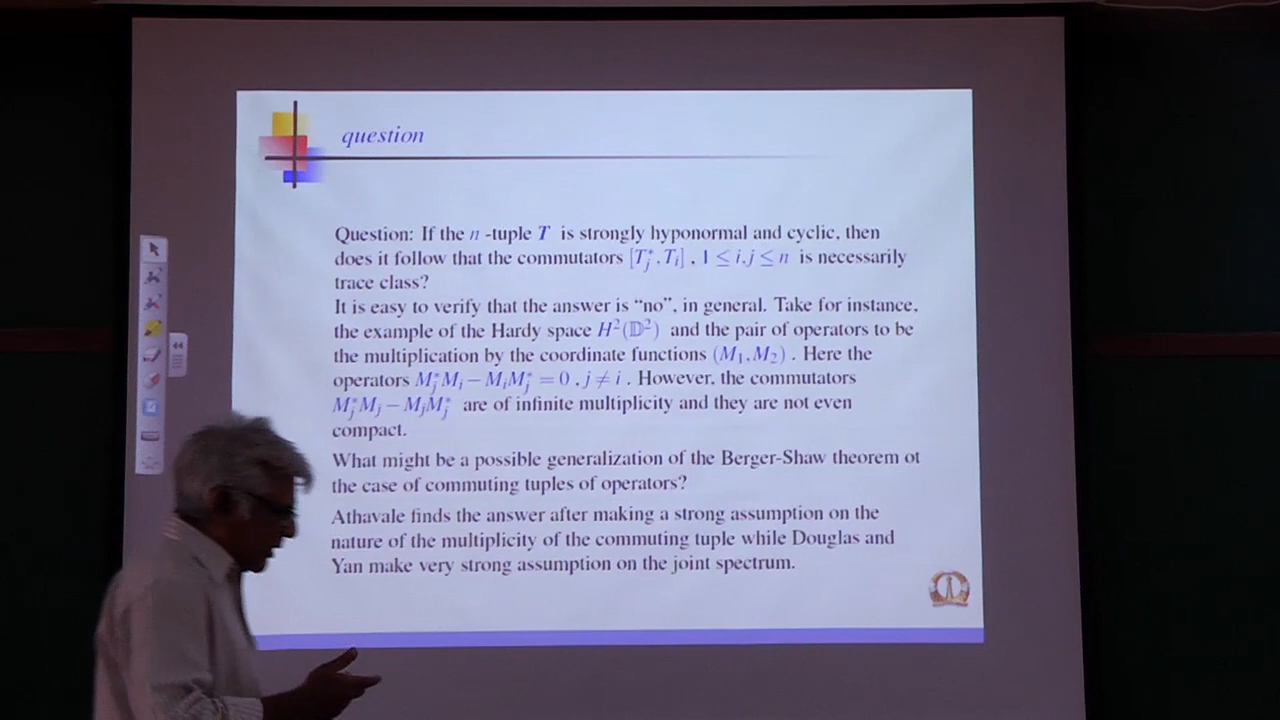 question
Question: If the n -tuple T is strongly hyponormal and cyclic, then
does it follow that the commutators [T_j^*, T_i] , 1 ≤ i, j ≤ n is necessarily
trace class?
It is easy to verify that the answer is “no”, in general. Take for instance,
the example of the Hardy space H²(𝔻²) and the pair of operators to be
the multiplication by the coordinate functions (M₁, M₂) . Here the
operators M_j^* M_i − M_i M_j^* = 0 , j ≠ i . However, the commutators
M_j^* M_j − M_j M_j^* are of infinite multiplicity and they are not even
compact.
What might be a possible generalization of the Berger-Shaw theorem ot
the case of commuting tuples of operators?
Athavale finds the answer after making a strong assumption on the
nature of the multiplicity of the commuting tuple while Douglas and
Yan make very strong assumption on the joint spectrum.